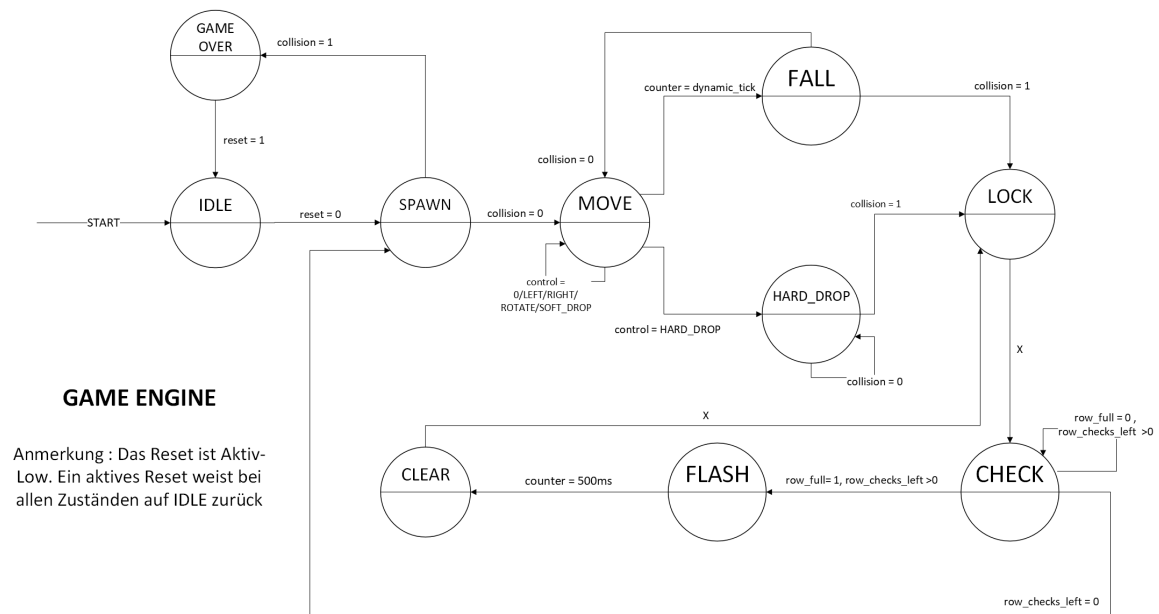 GAME
OVER
collision = 1
reset = 1
START
IDLE
reset = 0
SPAWN
collision = 0
MOVE
collision = 0
control =
0/LEFT/RIGHT/
ROTATE/SOFT_DROP
counter = dynamic_tick
FALL
collision = 1
LOCK
collision = 1
HARD_DROP
control = HARD_DROP
collision = 0
X
GAME ENGINE
Anmerkung : Das Reset ist Aktiv-
Low. Ein aktives Reset weist bei
allen Zuständen auf IDLE zurück
X
CLEAR
counter = 500ms
FLASH
row_full= 1, row_checks_left >0
CHECK
row_full = 0 ,
row_checks_left >0
row_checks_left = 0